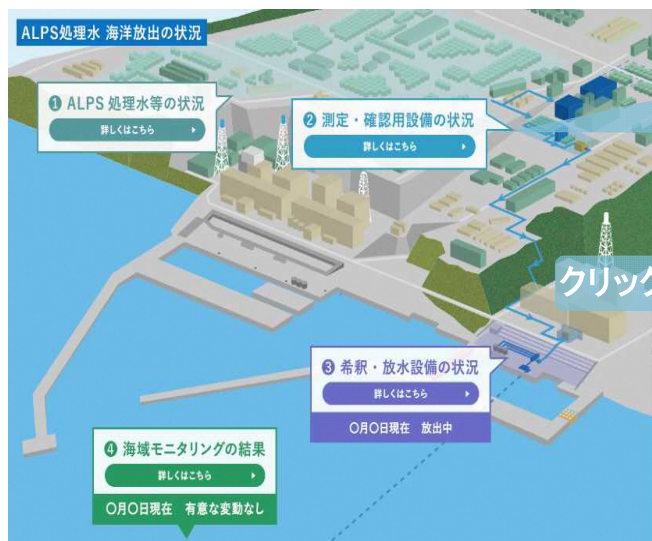 ALPS処理水 海洋放出の状況
❶ ALPS 処理水等の状況
詳しくはこちら
❷ 測定・確認用設備の状況
詳しくはこちら
クリック
❸ 希釈・放水設備の状況
詳しくはこちら
〇月〇日現在 放出中
❹ 海域モニタリングの結果
詳しくはこちら
〇月〇日現在 有意な変動なし